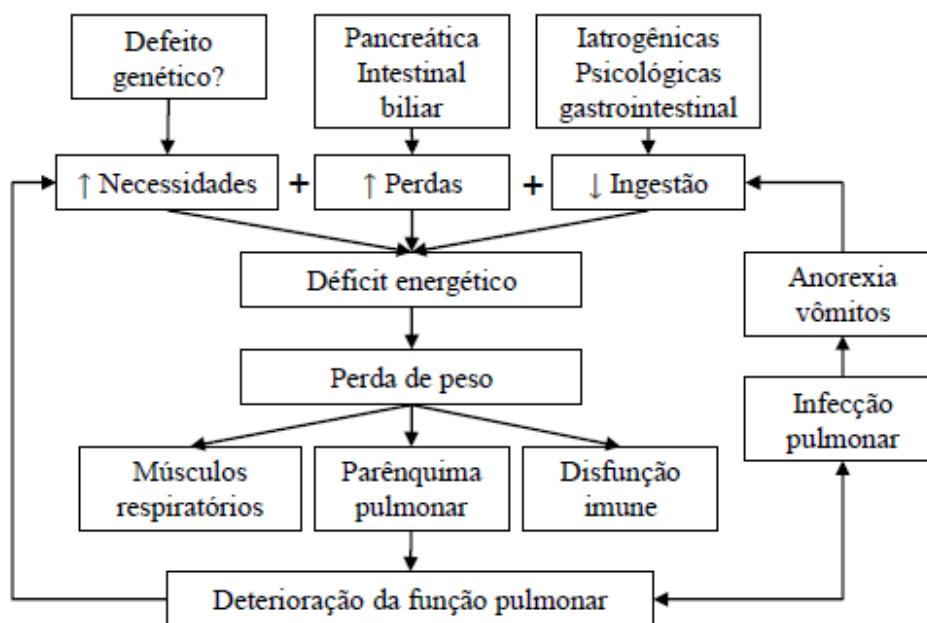 Defeito
genético?
Pancreática
Intestinal
biliar
Iatrogênicas
Psicológicas
gastrointestinal
↑ Necessidades
+
↑ Perdas
+
↓ Ingestão
Déficit energético
Anorexia
vômitos
Perda de peso
Infecção
pulmonar
Músculos
respiratórios
Parênquima
pulmonar
Disfunção
imune
Deterioração da função pulmonar